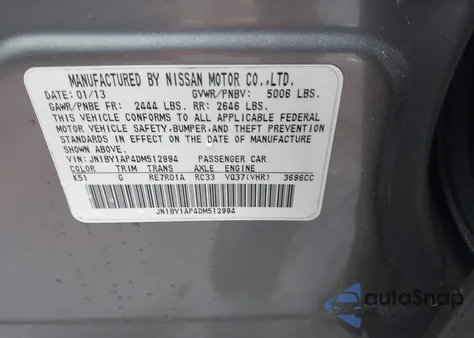 MANUFACTURED BY NISSAN MOTOR CO.,LTD.
DATE: 01/13 GVWR/PNBV: 5006 LBS.
GAWR/PNBE FR: 2444 LBS. RR: 2646 LBS.
THIS VEHICLE CONFORMS TO ALL APPLICABLE FEDERAL
MOTOR VEHICLE SAFETY, BUMPER, AND THEFT PREVENTION
STANDARDS IN EFFECT ON THE DATE OF MANUFACTURE
SHOWN ABOVE.
VIN: JN1BY1AP4DM512994 PASSENGER CAR
COLOR TRIM TRANS AXLE ENGINE
K51 G RE7R01A RC33 VQ37(VHR) 3696CC
JN1BY1AP4DM512994
autoSnap